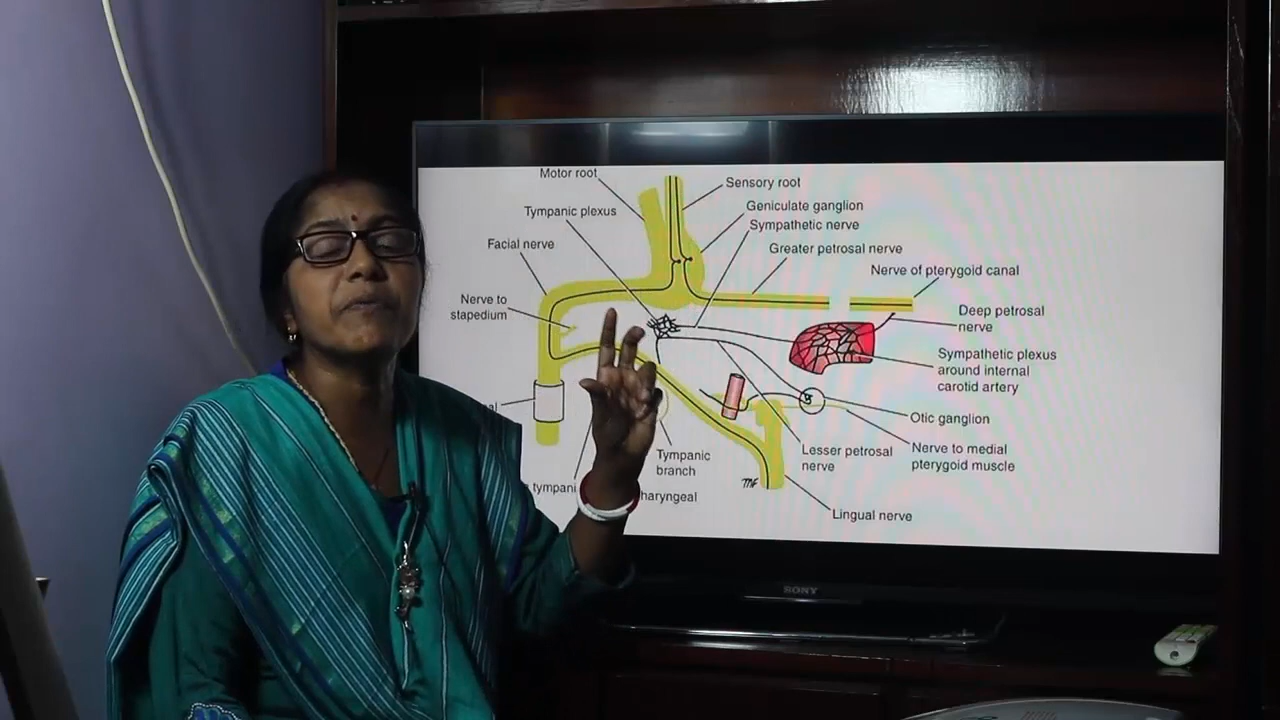 Motor root
Sensory root
Geniculate ganglion
Tympanic plexus
Sympathetic nerve
Facial nerve
Greater petrosal nerve
Nerve of pterygoid canal
Nerve to
stapedium
Deep petrosal
nerve
Sympathetic plexus
around internal
carotid artery
Otic ganglion
Nerve to medial
pterygoid muscle
Lesser petrosal
nerve
Tympanic
branch
tympani
haryngeal
Lingual nerve
SONY